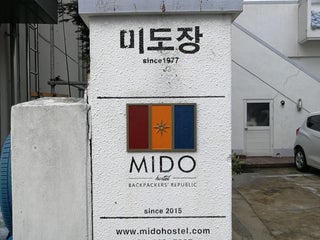 미도장
since1977
MIDO
hostel
BACKPACKERS' REPUBLIC
since 2015
www.midohostel.com